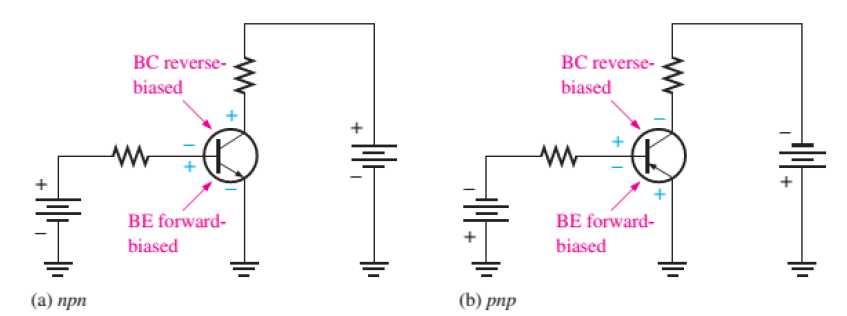 BC reverse-
biased
+
−
+
−
BE forward-
biased
+
−
+
−
(a) npn
BC reverse-
biased
−
+
−
+
BE forward-
biased
−
+
−
+
(b) pnp